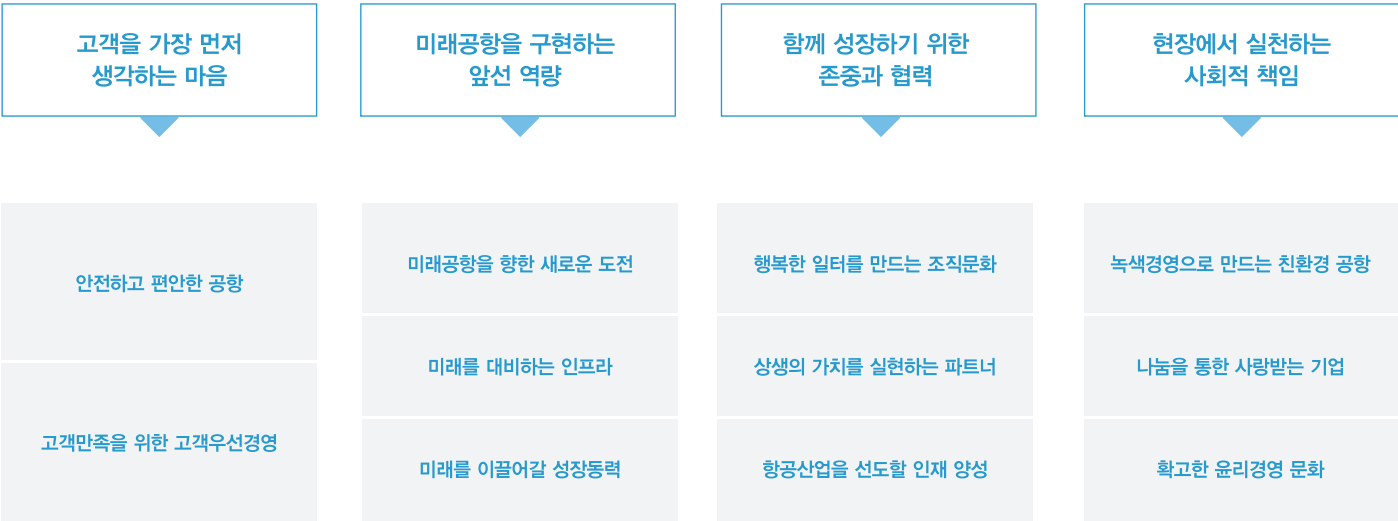 고객을 가장 먼저
생각하는 마음
미래공항을 구현하는
앞선 역량
함께 성장하기 위한
존중과 협력
현장에서 실천하는
사회적 책임
안전하고 편안한 공항
고객만족을 위한 고객우선경영
미래공항을 향한 새로운 도전
미래를 대비하는 인프라
미래를 이끌어갈 성장동력
행복한 일터를 만드는 조직문화
상생의 가치를 실현하는 파트너
항공산업을 선도할 인재 양성
녹색경영으로 만드는 친환경 공항
나눔을 통한 사랑받는 기업
확고한 윤리경영 문화